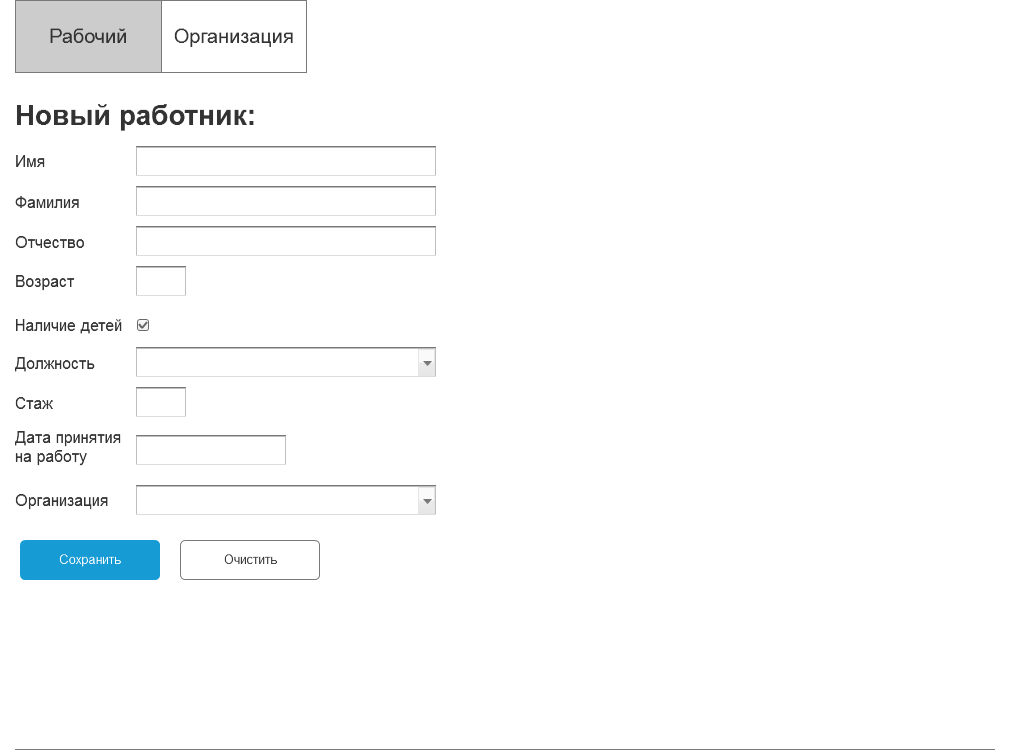 Рабочий
Организация
Новый работник:
Имя
Фамилия
Отчество
Возраст
Наличие детей
Должность
Стаж
Дата принятия
на работу
Организация
Сохранить
Очистить